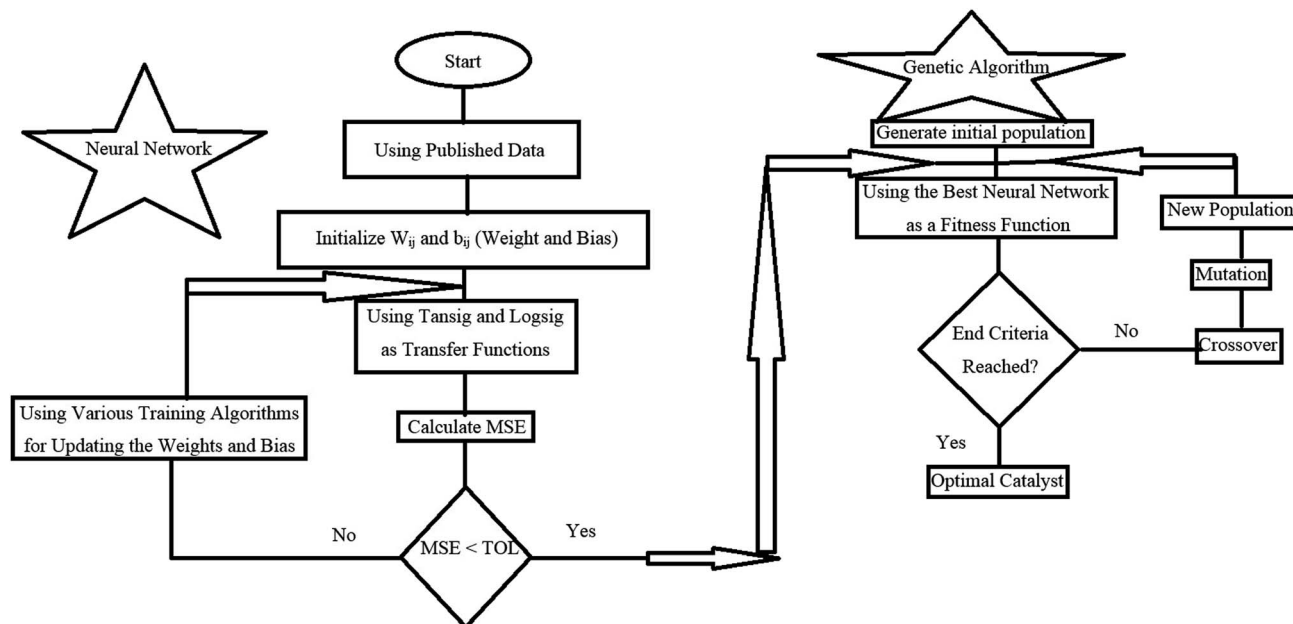 Neural Network
Start
Using Published Data
Initialize Wᵢⱼ and bᵢⱼ (Weight and Bias)
Using Tansig and Logsig
as Transfer Functions
Calculate MSE
MSE < TOL
No
Yes
Using Various Training Algorithms
for Updating the Weights and Bias
Genetic Algorithm
Generate initial population
Using the Best Neural Network
as a Fitness Function
End Criteria
Reached?
No
Crossover
Mutation
New Population
Yes
Optimal Catalyst